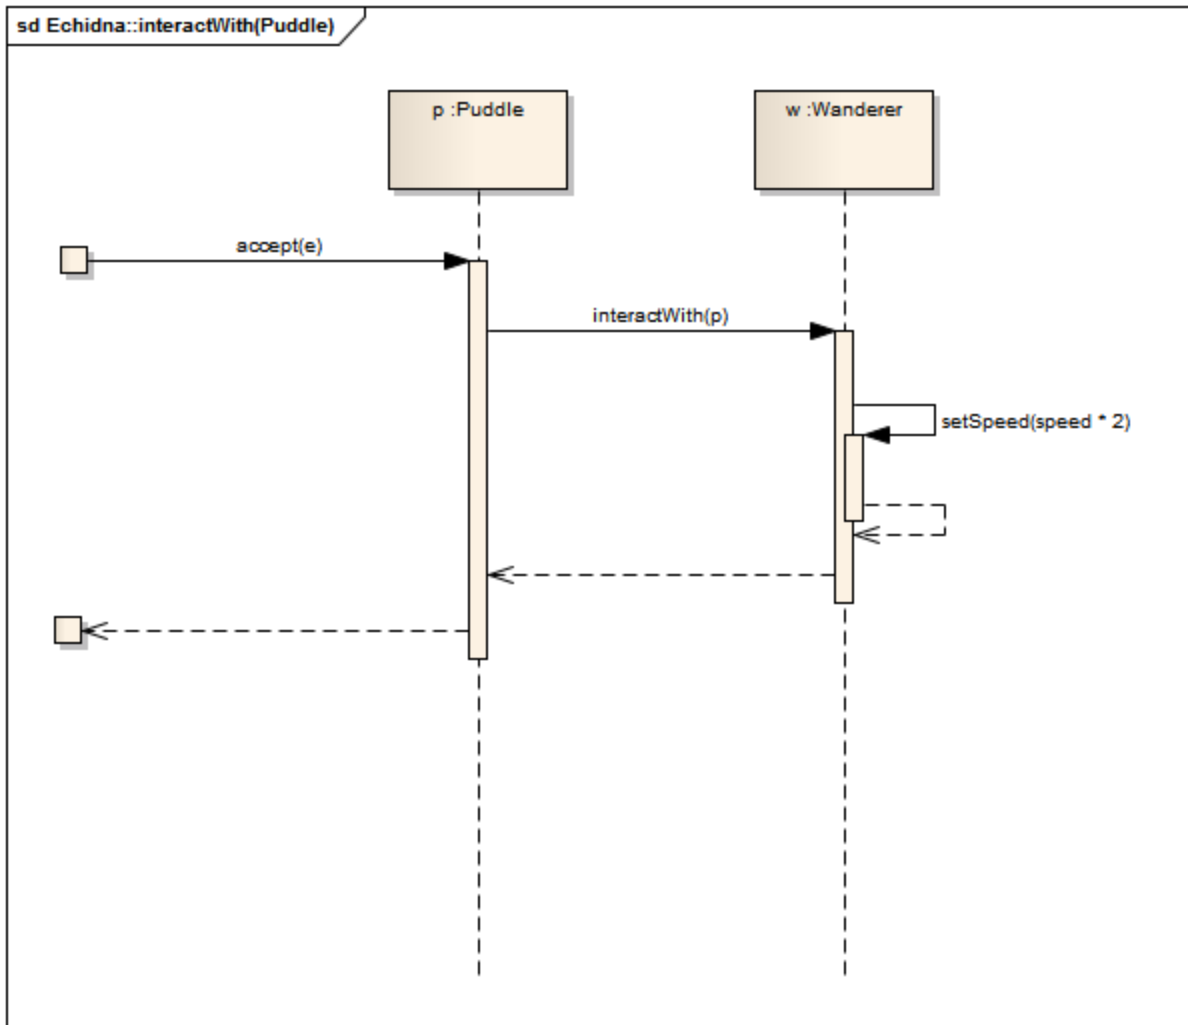 sd Echidna::interactWith(Puddle)
p :Puddle
w :Wanderer
accept(e)
interactWith(p)
setSpeed(speed * 2)